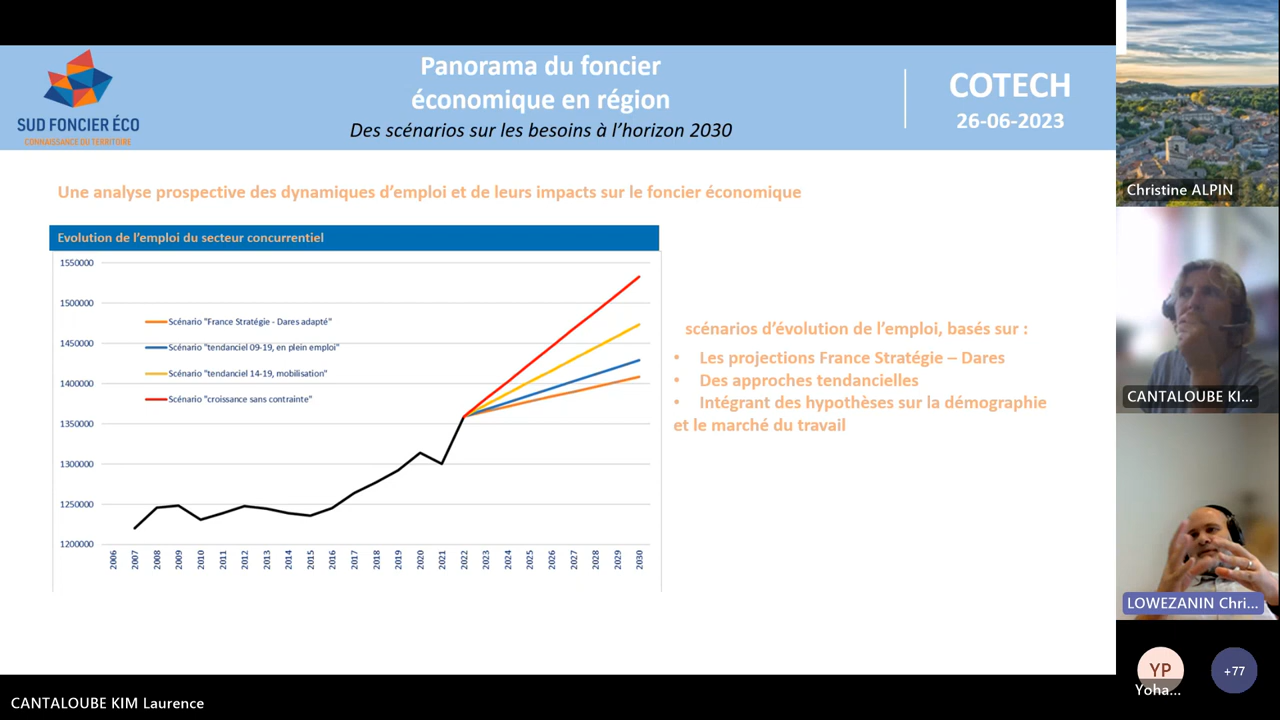 Panorama du foncier
économique en région
Des scénarios sur les besoins à l'horizon 2030
COTECH
26-06-2023
SUD FONCIER ÉCO
CONNAISSANCE DU TERRITOIRE
Une analyse prospective des dynamiques d'emploi et de leurs impacts sur le foncier économique
Evolution de l'emploi du secteur concurrentiel
1550000
1500000
1450000
1400000
1350000
1300000
1250000
1200000
Scénario "France Stratégie - Dares adapté"
Scénario "tendanciel 09-19, en plein emploi"
Scénario "tendanciel 14-19, mobilisation"
Scénario "croissance sans contrainte"
2006 2007 2008 2009 2010 2011 2012 2013 2014 2015 2016 2017 2018 2019 2020 2021 2022 2023 2024 2025 2026 2027 2028 2029 2030
scénarios d'évolution de l'emploi, basés sur :
• Les projections France Stratégie – Dares
• Des approches tendancielles
• Intégrant des hypothèses sur la démographie
et le marché du travail
Christine ALPIN
CANTALOUBE KI...
LOWEZANIN Chri...
YP
Yoha...
+77
CANTALOUBE KIM Laurence